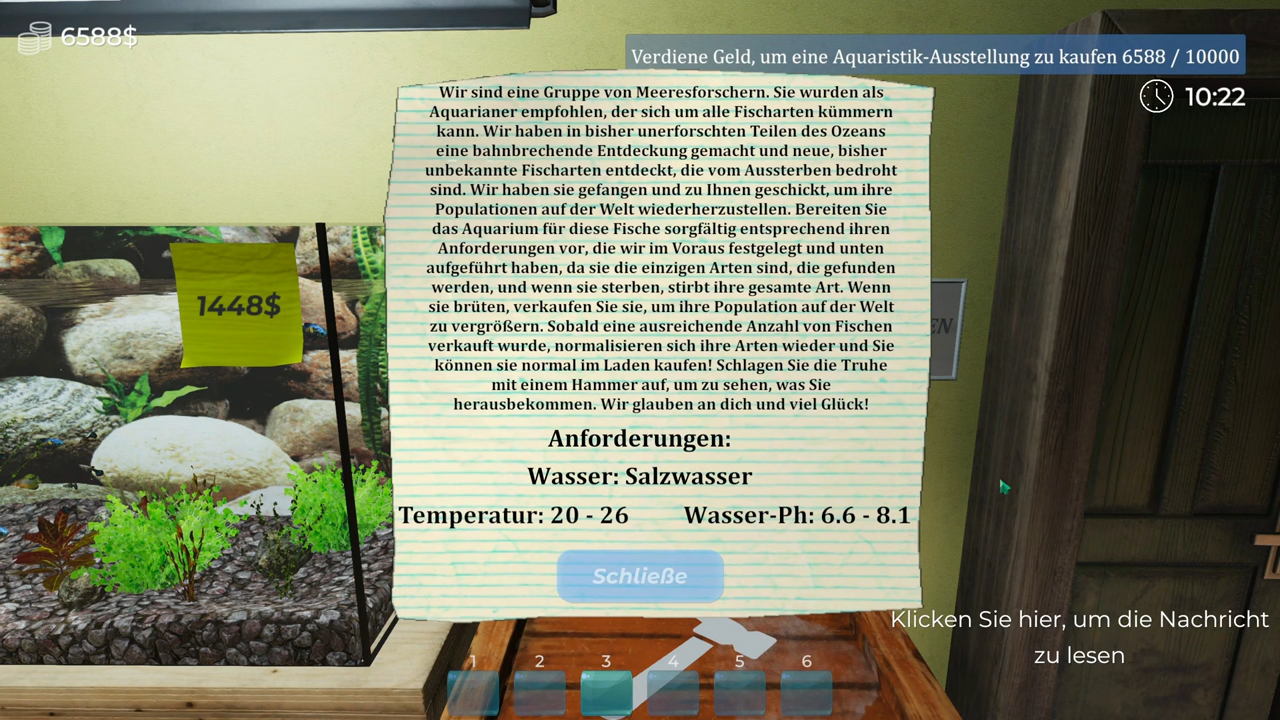 6588$
Verdiene Geld, um eine Aquaristik-Ausstellung zu kaufen 6588 / 10000
10:22
Wir sind eine Gruppe von Meeresforschern. Sie wurden als
Aquarianer empfohlen, der sich um alle Fischarten kümmern
kann. Wir haben in bisher unerforschten Teilen des Ozeans
eine bahnbrechende Entdeckung gemacht und neue, bisher
unbekannte Fischarten entdeckt, die vom Aussterben bedroht
sind. Wir haben sie gefangen und zu Ihnen geschickt, um ihre
Populationen auf der Welt wiederherzustellen. Bereiten Sie
das Aquarium für diese Fische sorgfältig entsprechend ihren
Anforderungen vor, die wir im Voraus festgelegt und unten
aufgeführt haben, da sie die einzigen Arten sind, die gefunden
werden, und wenn sie sterben, stirbt ihre gesamte Art. Wenn
sie brüten, verkaufen Sie sie, um ihre Population auf der Welt
zu vergrößern. Sobald eine ausreichende Anzahl von Fischen
verkauft wurde, normalisieren sich ihre Arten wieder und Sie
können sie normal im Laden kaufen! Schlagen Sie die Truhe
mit einem Hammer auf, um zu sehen, was Sie
herausbekommen. Wir glauben an dich und viel Glück!
Anforderungen:
Wasser: Salzwasser
Temperatur: 20 - 26 Wasser-Ph: 6.6 - 8.1
Schließe
1448$
EN
Klicken Sie hier, um die Nachricht
zu lesen
1 2 3 4 5 6